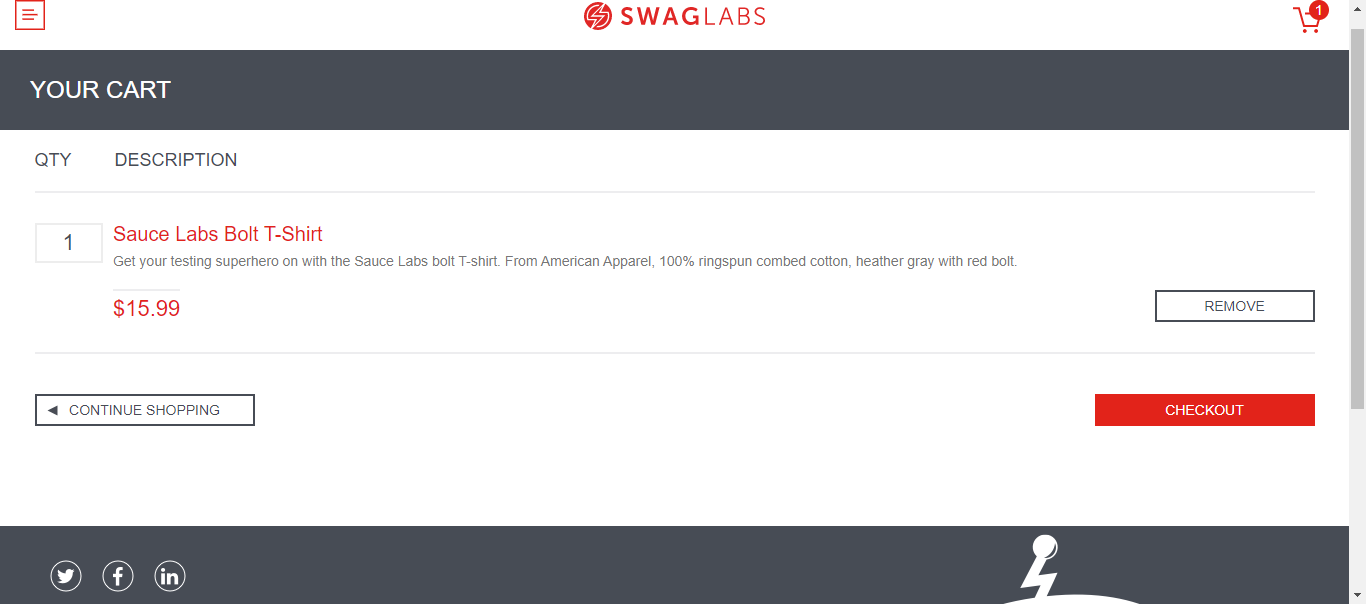 SWAGLABS
1
YOUR CART
QTY DESCRIPTION
1 Sauce Labs Bolt T-Shirt
Get your testing superhero on with the Sauce Labs bolt T-shirt. From American Apparel, 100% ringspun combed cotton, heather gray with red bolt.
$15.99 REMOVE
CONTINUE SHOPPING CHECKOUT